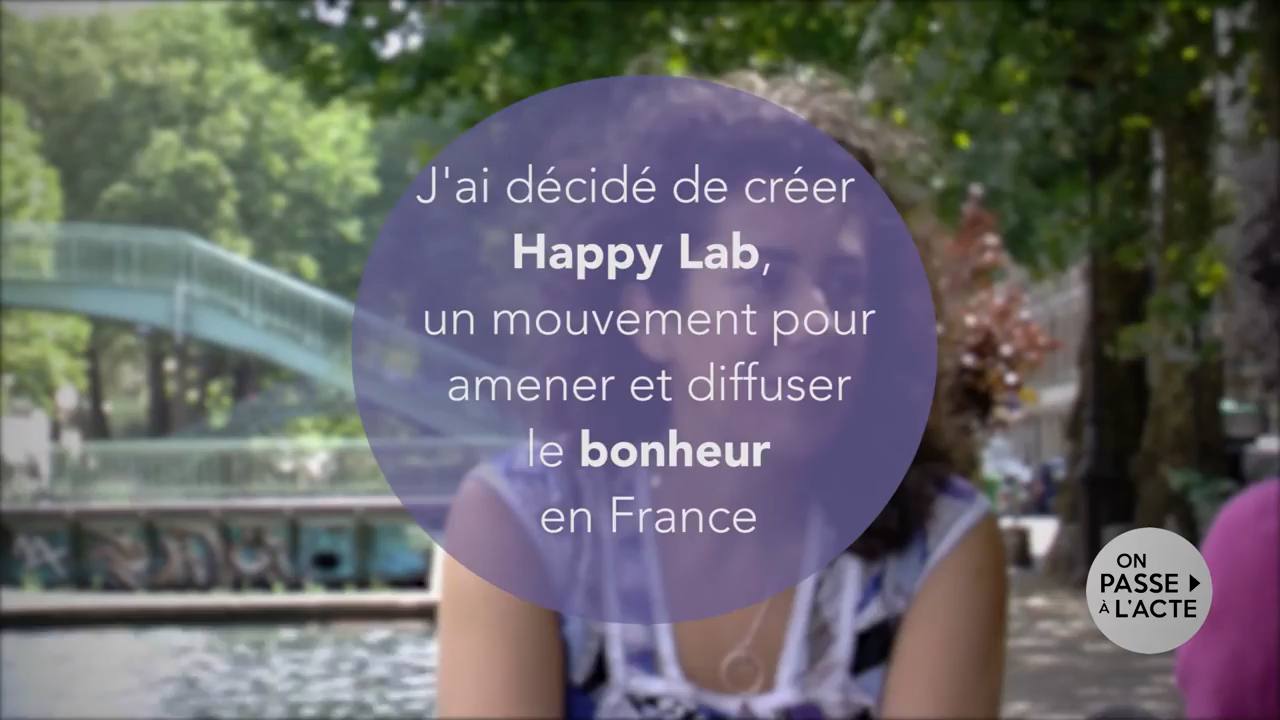 J'ai décidé de créer
Happy Lab,
un mouvement pour
amener et diffuser
le bonheur
en France
ON
PASSE
À L'ACTE